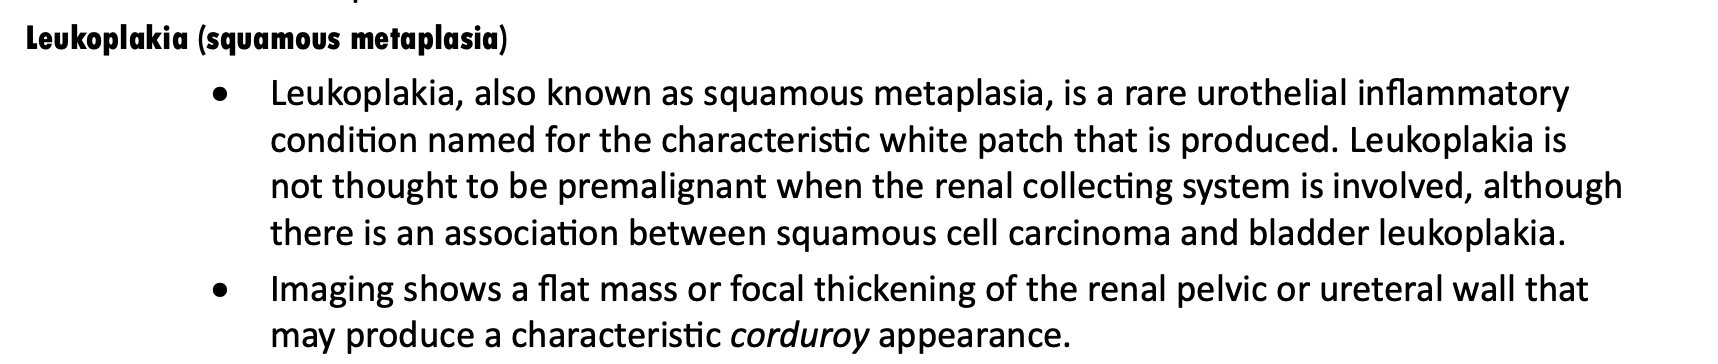 Leukoplakia (squamous metaplasia)
• Leukoplakia, also known as squamous metaplasia, is a rare urothelial inflammatory
condition named for the characteristic white patch that is produced. Leukoplakia is
not thought to be premalignant when the renal collecting system is involved, although
there is an association between squamous cell carcinoma and bladder leukoplakia.
• Imaging shows a flat mass or focal thickening of the renal pelvic or ureteral wall that
may produce a characteristic corduroy appearance.